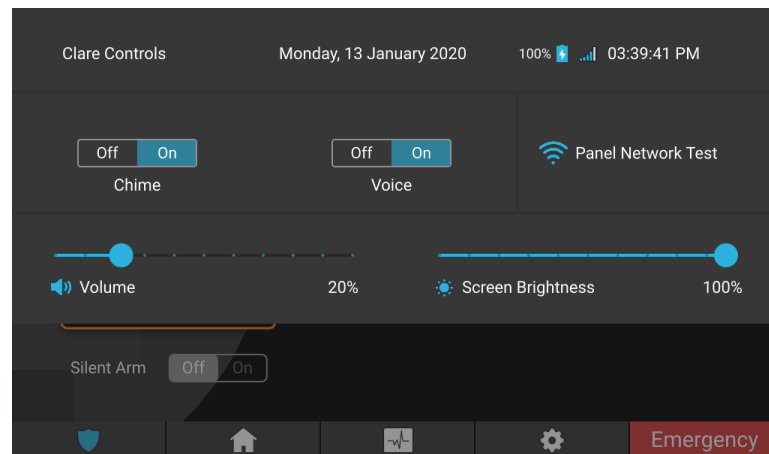 Clare Controls Monday, 13 January 2020 100% 03:39:41 PM
Off On Off On Panel Network Test
Chime Voice
Volume 20% Screen Brightness 100%
Silent Arm Off On
Emergency